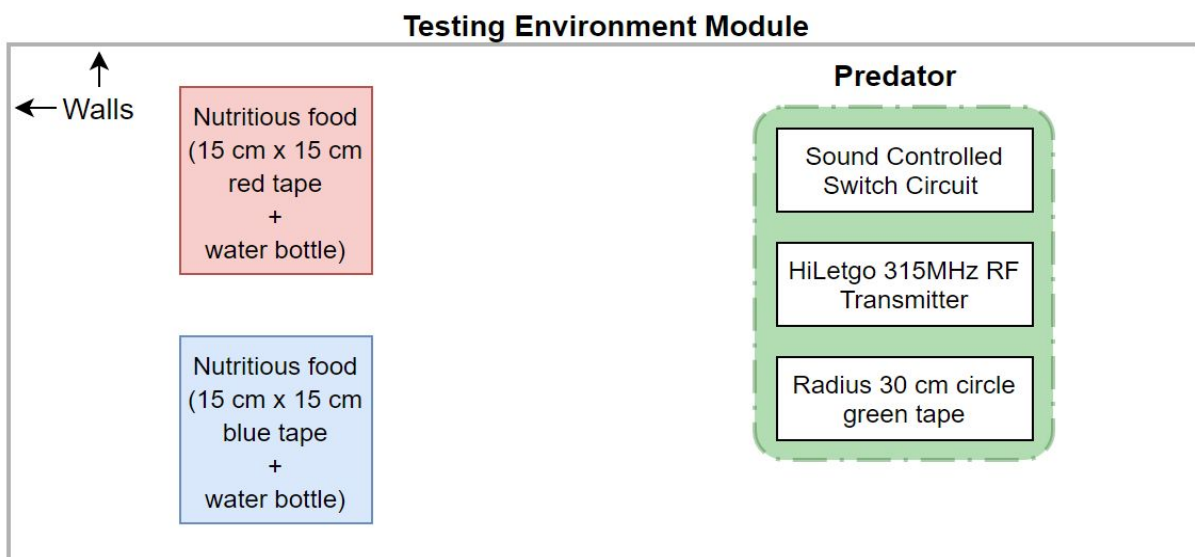 Testing Environment Module
Walls
Nutritious food
(15 cm x 15 cm
red tape
+
water bottle)
Nutritious food
(15 cm x 15 cm
blue tape
+
water bottle)
Predator
Sound Controlled
Switch Circuit
HiLetgo 315MHz RF
Transmitter
Radius 30 cm circle
green tape